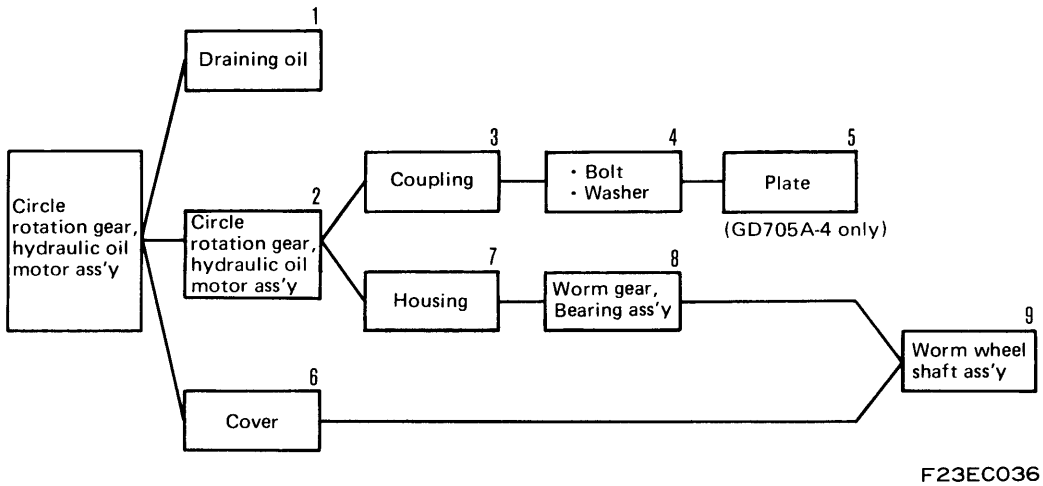 1
Draining oil
Circle
rotation gear,
hydraulic oil
motor ass'y
2
Circle
rotation gear,
hydraulic oil
motor ass'y
3
Coupling
4
· Bolt
· Washer
5
Plate
(GD705A-4 only)
7
Housing
8
Worm gear,
Bearing ass'y
9
Worm wheel
shaft ass'y
6
Cover
F23EC036